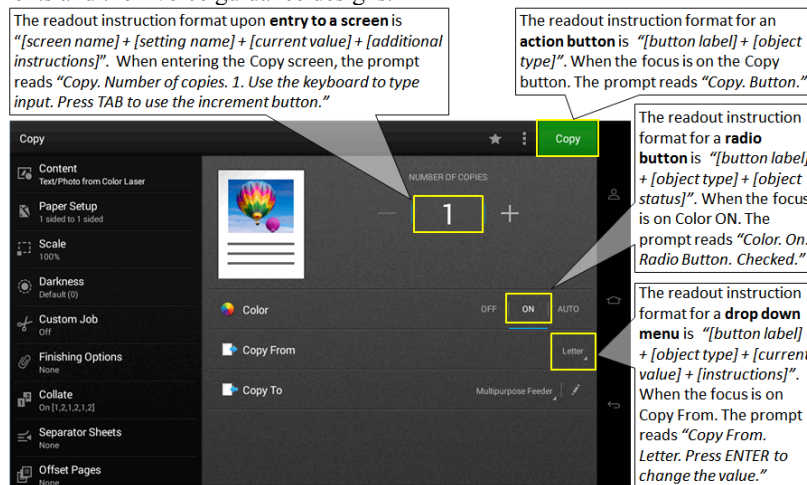 The readout instruction format upon entry to a screen is
“[screen name] + [setting name] + [current value] + [additional
instructions]”. When entering the Copy screen, the prompt
reads “Copy. Number of copies. 1. Use the keyboard to type
input. Press TAB to use the increment button.”
The readout instruction format for an
action button is “[button label] + [object
type]”. When the focus is on the Copy
button. The prompt reads “Copy. Button.”
The readout instruction
format for a radio
button is “[button label]
+ [object type] + [object
status]”. When the focus
is on Color ON. The
prompt reads “Color. On.
Radio Button. Checked.”
The readout instruction
format for a drop down
menu is “[button label]
+ [object type] + [current
value] + [instructions]”.
When the focus is on
Copy From. The prompt
reads “Copy From.
Letter. Press ENTER to
change the value.”
Copy
Copy
Content
Text/Photo from Color Laser
Paper Setup
1 sided to 1 sided
Scale
100%
Darkness
Default (0)
Custom Job
Off
Finishing Options
None
Collate
On [1,2,1,2,1,2]
Separator Sheets
None
Offset Pages
None
NUMBER OF COPIES
1
Color
OFF ON AUTO
Copy From
Letter
Copy To
Multipurpose Feeder